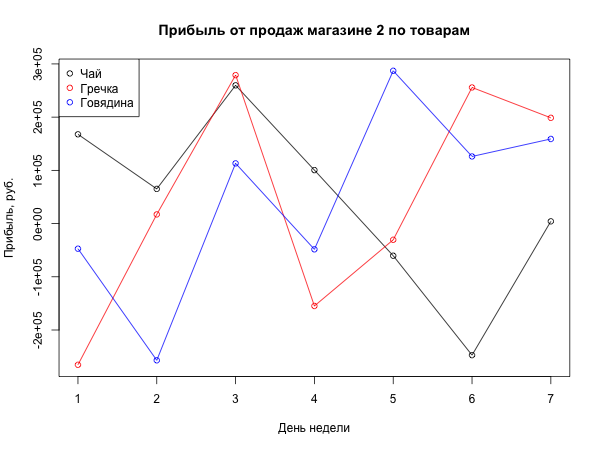 Прибыль от продаж магазине 2 по товарам
Чай
Гречка
Говядина
Прибыль, руб.
3e+05
2e+05
1e+05
0e+00
-1e+05
-2e+05
1 2 3 4 5 6 7
День недели